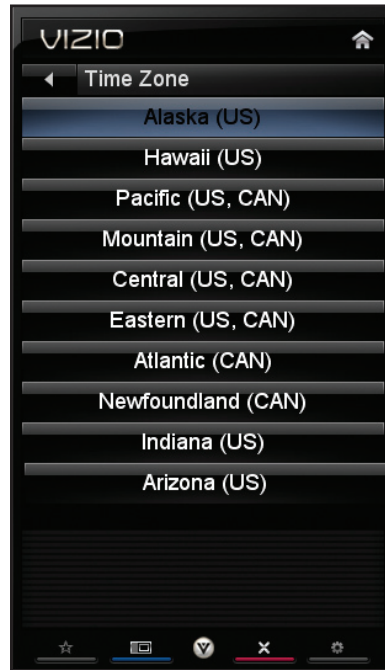 VIZIO
Time Zone
Alaska (US)
Hawaii (US)
Pacific (US, CAN)
Mountain (US, CAN)
Central (US, CAN)
Eastern (US, CAN)
Atlantic (CAN)
Newfoundland (CAN)
Indiana (US)
Arizona (US)
V